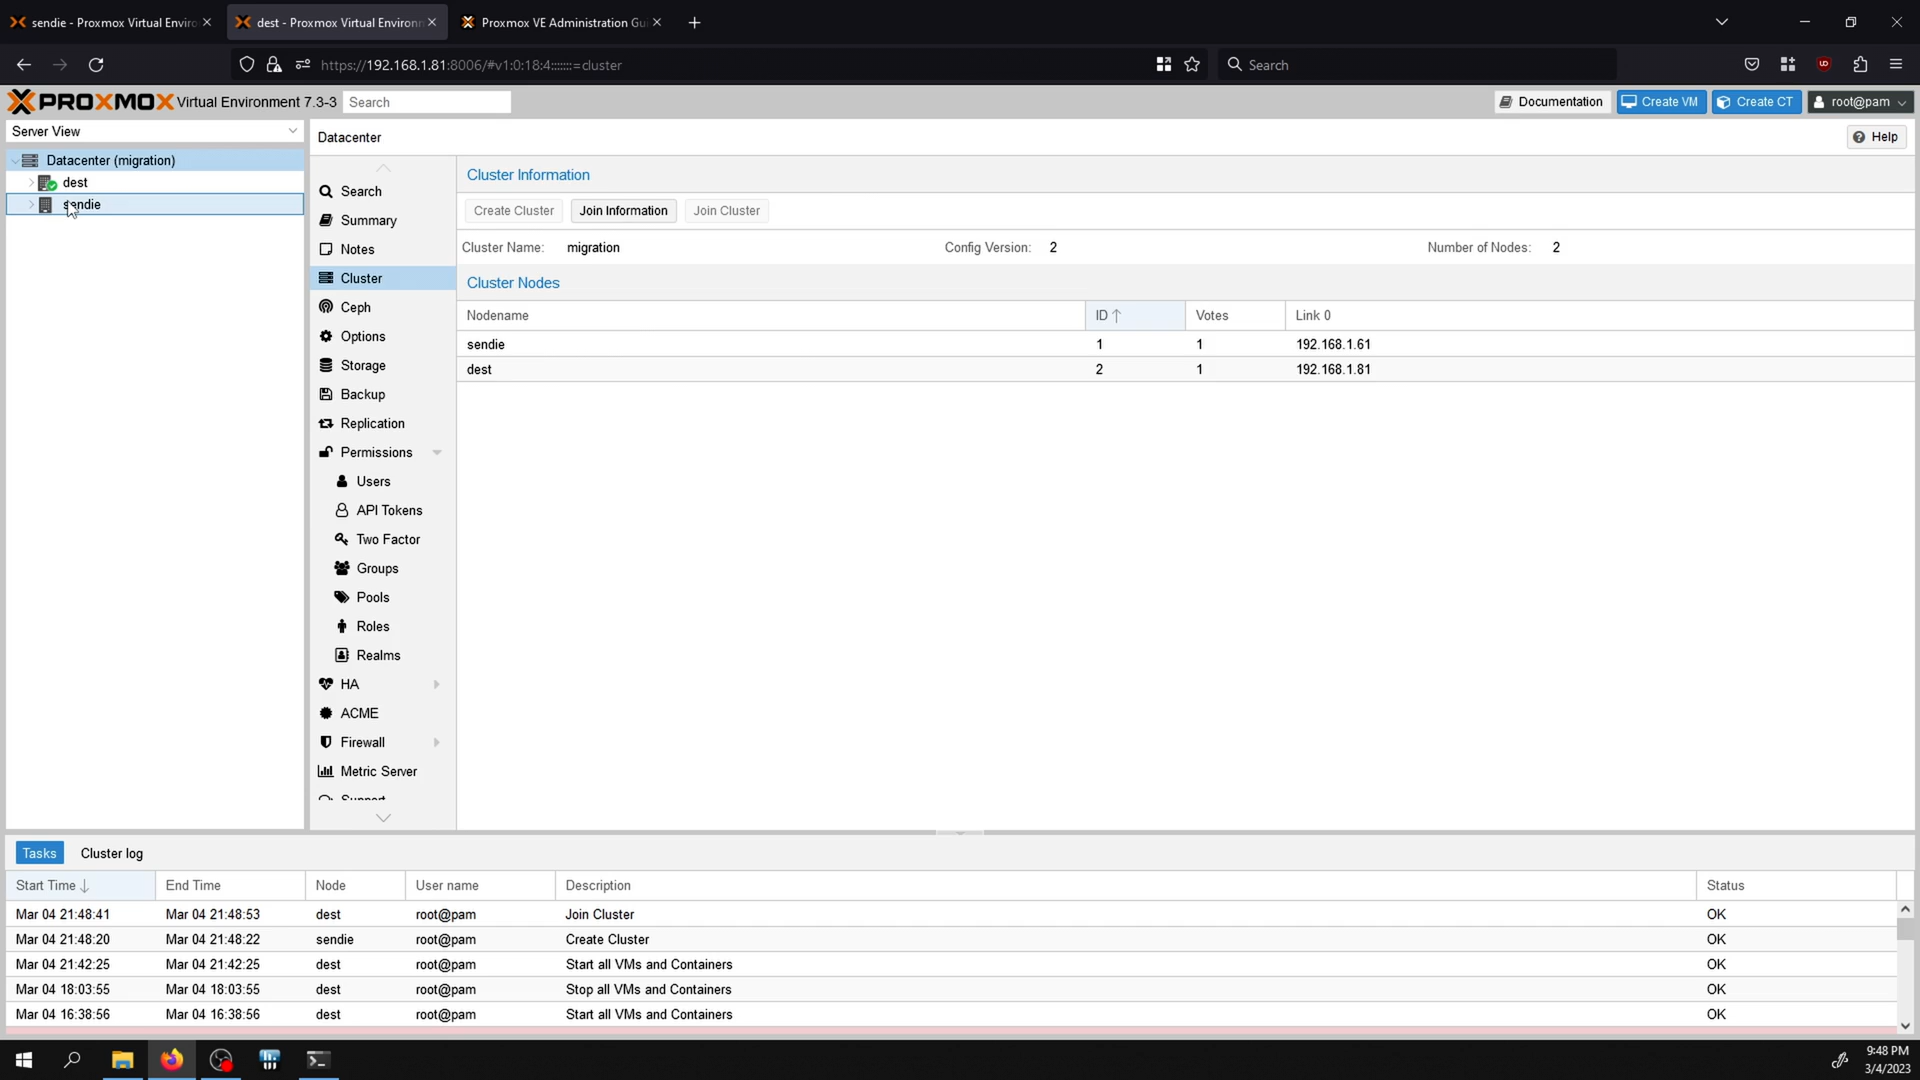 sendie - Proxmox Virtual Enviro
dest - Proxmox Virtual Environ
Proxmox VE Administration Gu
https://192.168.1.81:8006/#v1:0:18:4:::::::=cluster
Search
PROXMOX Virtual Environment 7.3-3
Search
Documentation
Create VM
Create CT
root@pam
Server View
Datacenter
Help
Datacenter (migration)
dest
sendie
Search
Summary
Notes
Cluster
Ceph
Options
Storage
Backup
Replication
Permissions
Users
API Tokens
Two Factor
Groups
Pools
Roles
Realms
HA
ACME
Firewall
Metric Server
Support
Cluster Information
Create Cluster Join Information Join Cluster
Cluster Name: migration Config Version: 2 Number of Nodes: 2
Cluster Nodes
Nodename ID Votes Link 0
sendie 1 1 192.168.1.61
dest 2 1 192.168.1.81
Tasks Cluster log
Start Time End Time Node User name Description Status
Mar 04 21:48:41 Mar 04 21:48:53 dest root@pam Join Cluster OK
Mar 04 21:48:20 Mar 04 21:48:22 sendie root@pam Create Cluster OK
Mar 04 21:42:25 Mar 04 21:42:25 dest root@pam Start all VMs and Containers OK
Mar 04 18:03:55 Mar 04 18:03:55 dest root@pam Stop all VMs and Containers OK
Mar 04 16:38:56 Mar 04 16:38:56 dest root@pam Start all VMs and Containers OK
9:48 PM
3/4/2023